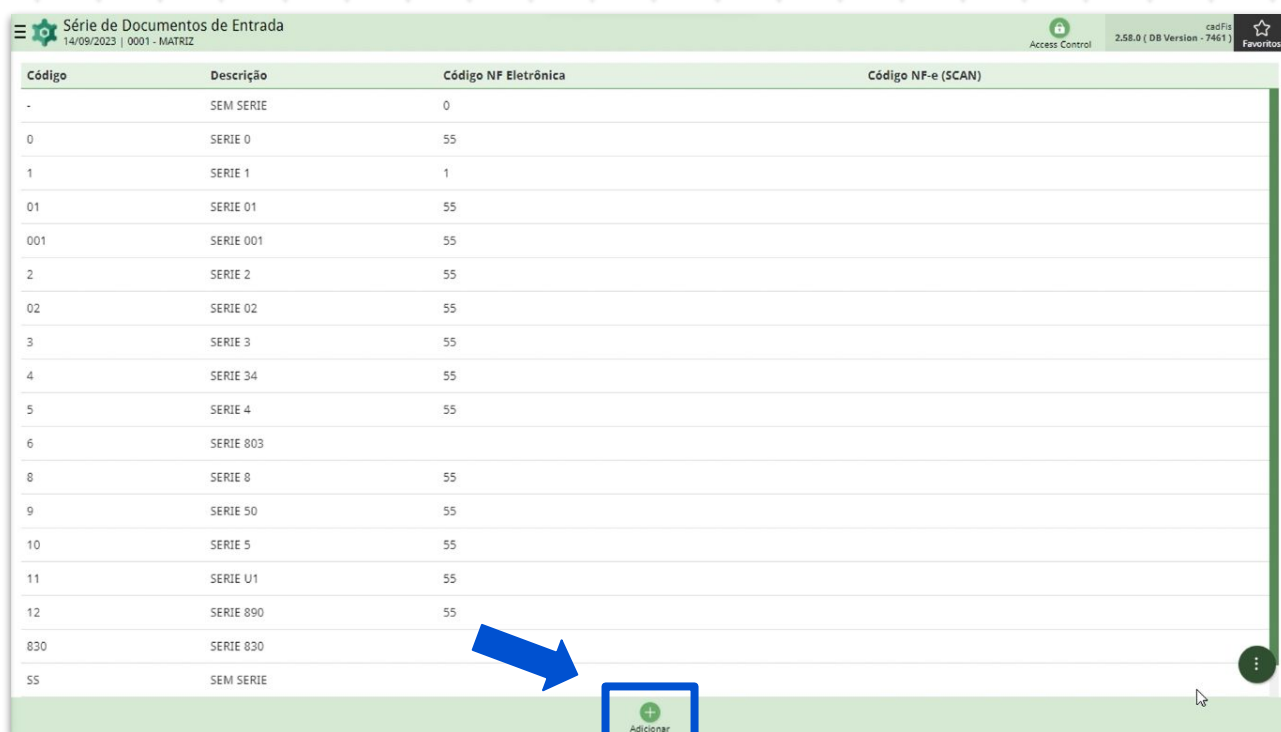 Série de Documentos de Entrada
14/09/2023 | 0001 - MATRIZ
Access Control
cadFis
2.58.0 ( DB Version - 7461 )
Favoritos
Código Descrição Código NF Eletrônica Código NF-e (SCAN)
- SEM SERIE 0
0 SERIE 0 55
1 SERIE 1 1
01 SERIE 01 55
001 SERIE 001 55
2 SERIE 2 55
02 SERIE 02 55
3 SERIE 3 55
4 SERIE 34 55
5 SERIE 4 55
6 SERIE 803
8 SERIE 8 55
9 SERIE 50 55
10 SERIE 5 55
11 SERIE U1 55
12 SERIE 890 55
830 SERIE 830
SS SEM SERIE
Adicionar